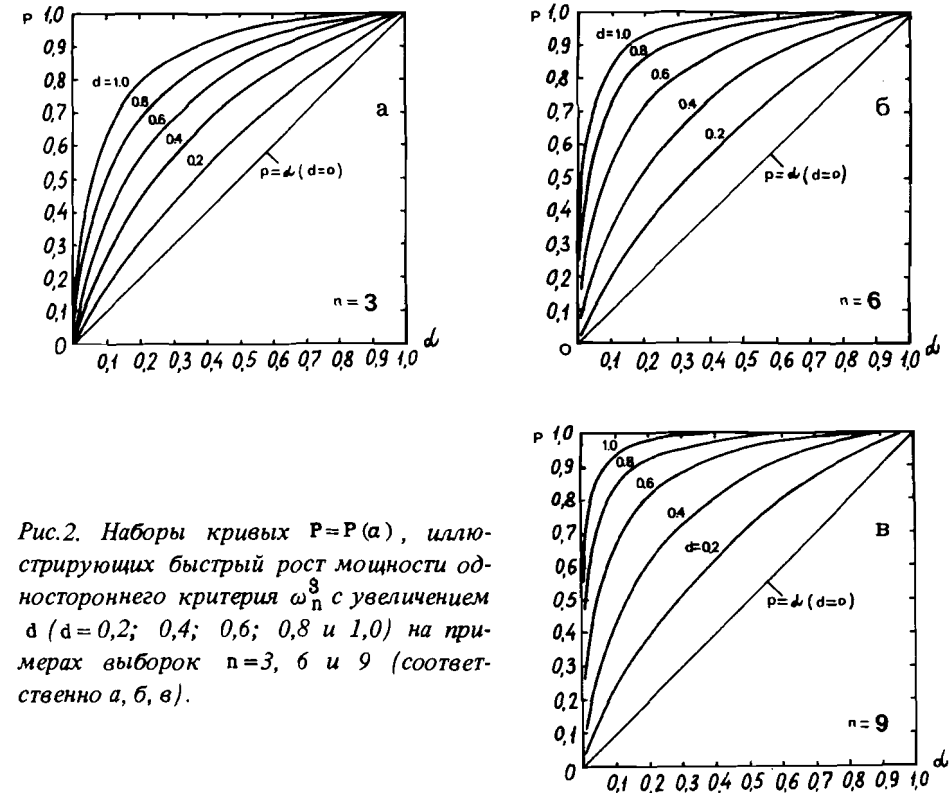 P 1,0
0,9
0,8
0,7
0,6
0,5
0,4
0,3
0,2
0,1
0
d=1.0
0.8
0.6
0.4
0.2
а
p=α (d=0)
n = 3
0,1 0,2 0,3 0,4 0,5 0,6 0,7 0,8 0,9 1,0 α
P 1,0
0,9
0,8
0,7
0,6
0,5
0,4
0,3
0,2
0,1
0
d=1.0
0.8
0.6
0.4
0.2
б
p=α (d=0)
n = 6
0,1 0,2 0,3 0,4 0,5 0,6 0,7 0,8 0,9 1,0 α
P 1,0
0,9
0,8
0,7
0,6
0,5
0,4
0,3
0,2
0,1
0
1.0
0.8
0.6
0.4
d=0,2
в
p=α (d=0)
n = 9
0,1 0,2 0,3 0,4 0,5 0,6 0,7 0,8 0,9 1,0 α
Рис.2. Наборы кривых P=P(α), иллю-
стрирующих быстрый рост мощности од-
ностороннего критерия ω³ₙ с увеличением
d (d=0,2; 0,4; 0,6; 0,8 и 1,0) на при-
мерах выборок n=3, 6 и 9 (соответ-
ственно а, б, в).